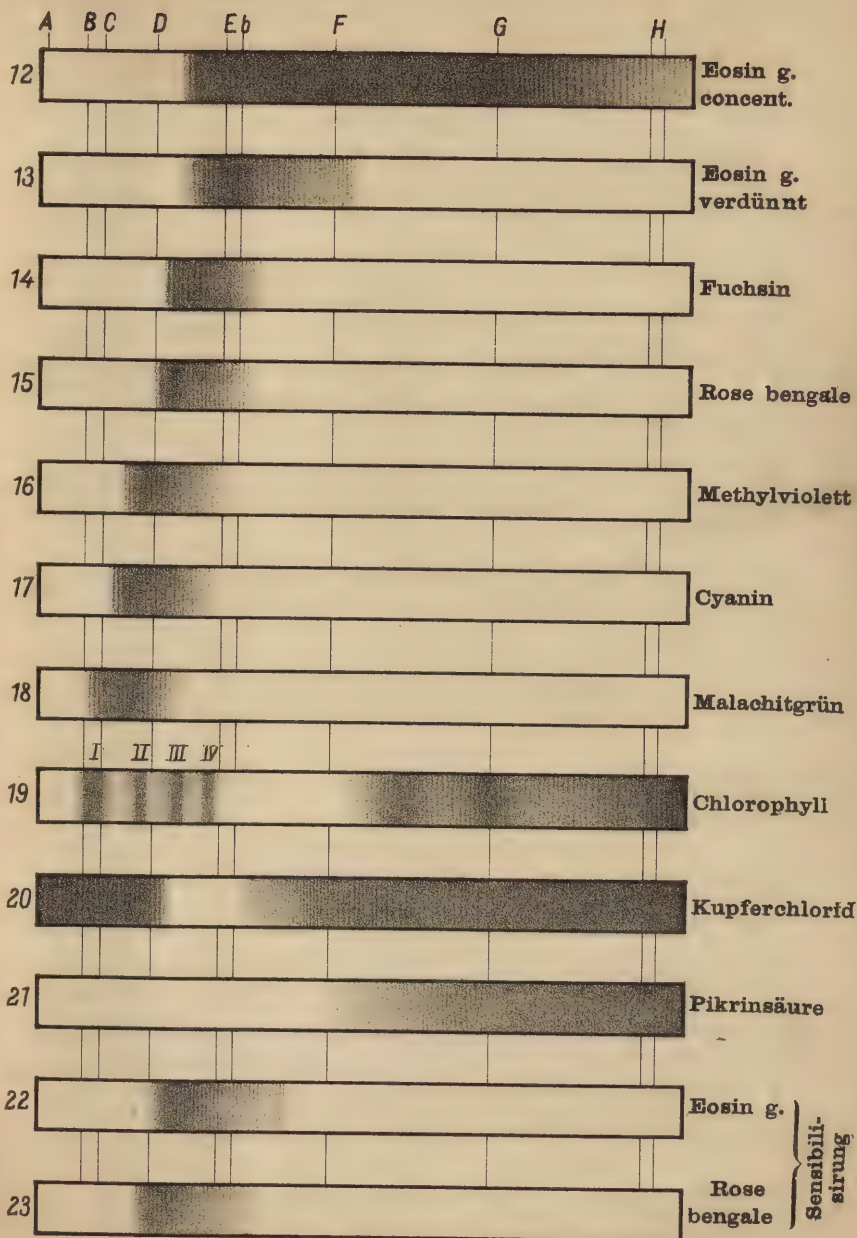 A B C D E b F G H
12 Eosin g.
concent.
13 Eosin g.
verdünnt
14 Fuchsin
15 Rose bengale
16 Methylviolett
17 Cyanin
18 Malachitgrün
I II III IV
19 Chlorophyll
20 Kupferchlorid
21 Pikrinsäure
22 Eosin g.
23 Rose
bengale
Sensibili-
sirung